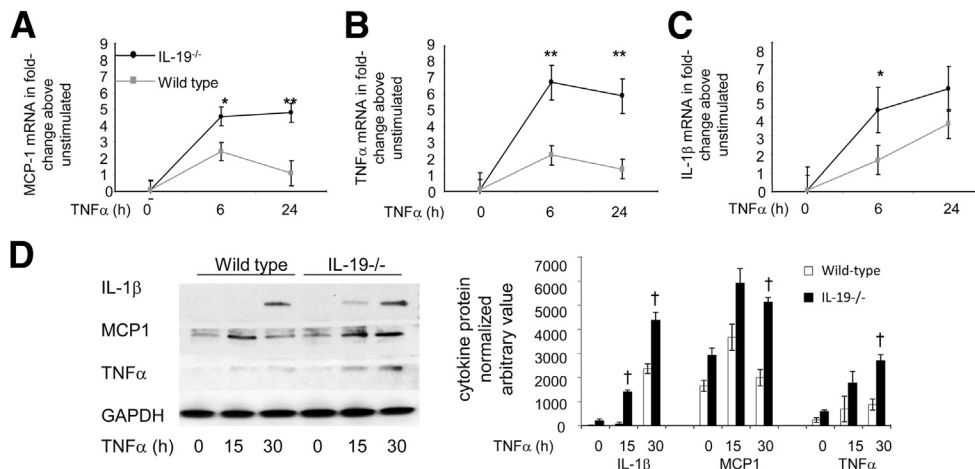 A
MCP-1 mRNA in fold-
change above
unstimulated
9
8
7
6
5
4
3
2
1
0
IL-19-/-
Wild type
*
**
TNFα (h)
0
6
24
B
TNFα mRNA in fold-
change above
unstimulated
9
8
7
6
5
4
3
2
1
0
**
**
TNFα (h)
0
6
24
C
IL-1β mRNA in fold-
change above
unstimulated
8
7
6
5
4
3
2
1
0
*
TNFα (h)
0
6
24
D
Wild type IL-19-/-
IL-1β
MCP1
TNFα
GAPDH
TNFα (h) 0 15 30 0 15 30
cytokine protein
normalized
arbitrary value
7000
6000
5000
4000
3000
2000
1000
0
Wild-type
IL-19-/-
†
†
†
†
TNFα (h) 0 15 30 0 15 30 0 15 30
IL-1β MCP1 TNFα